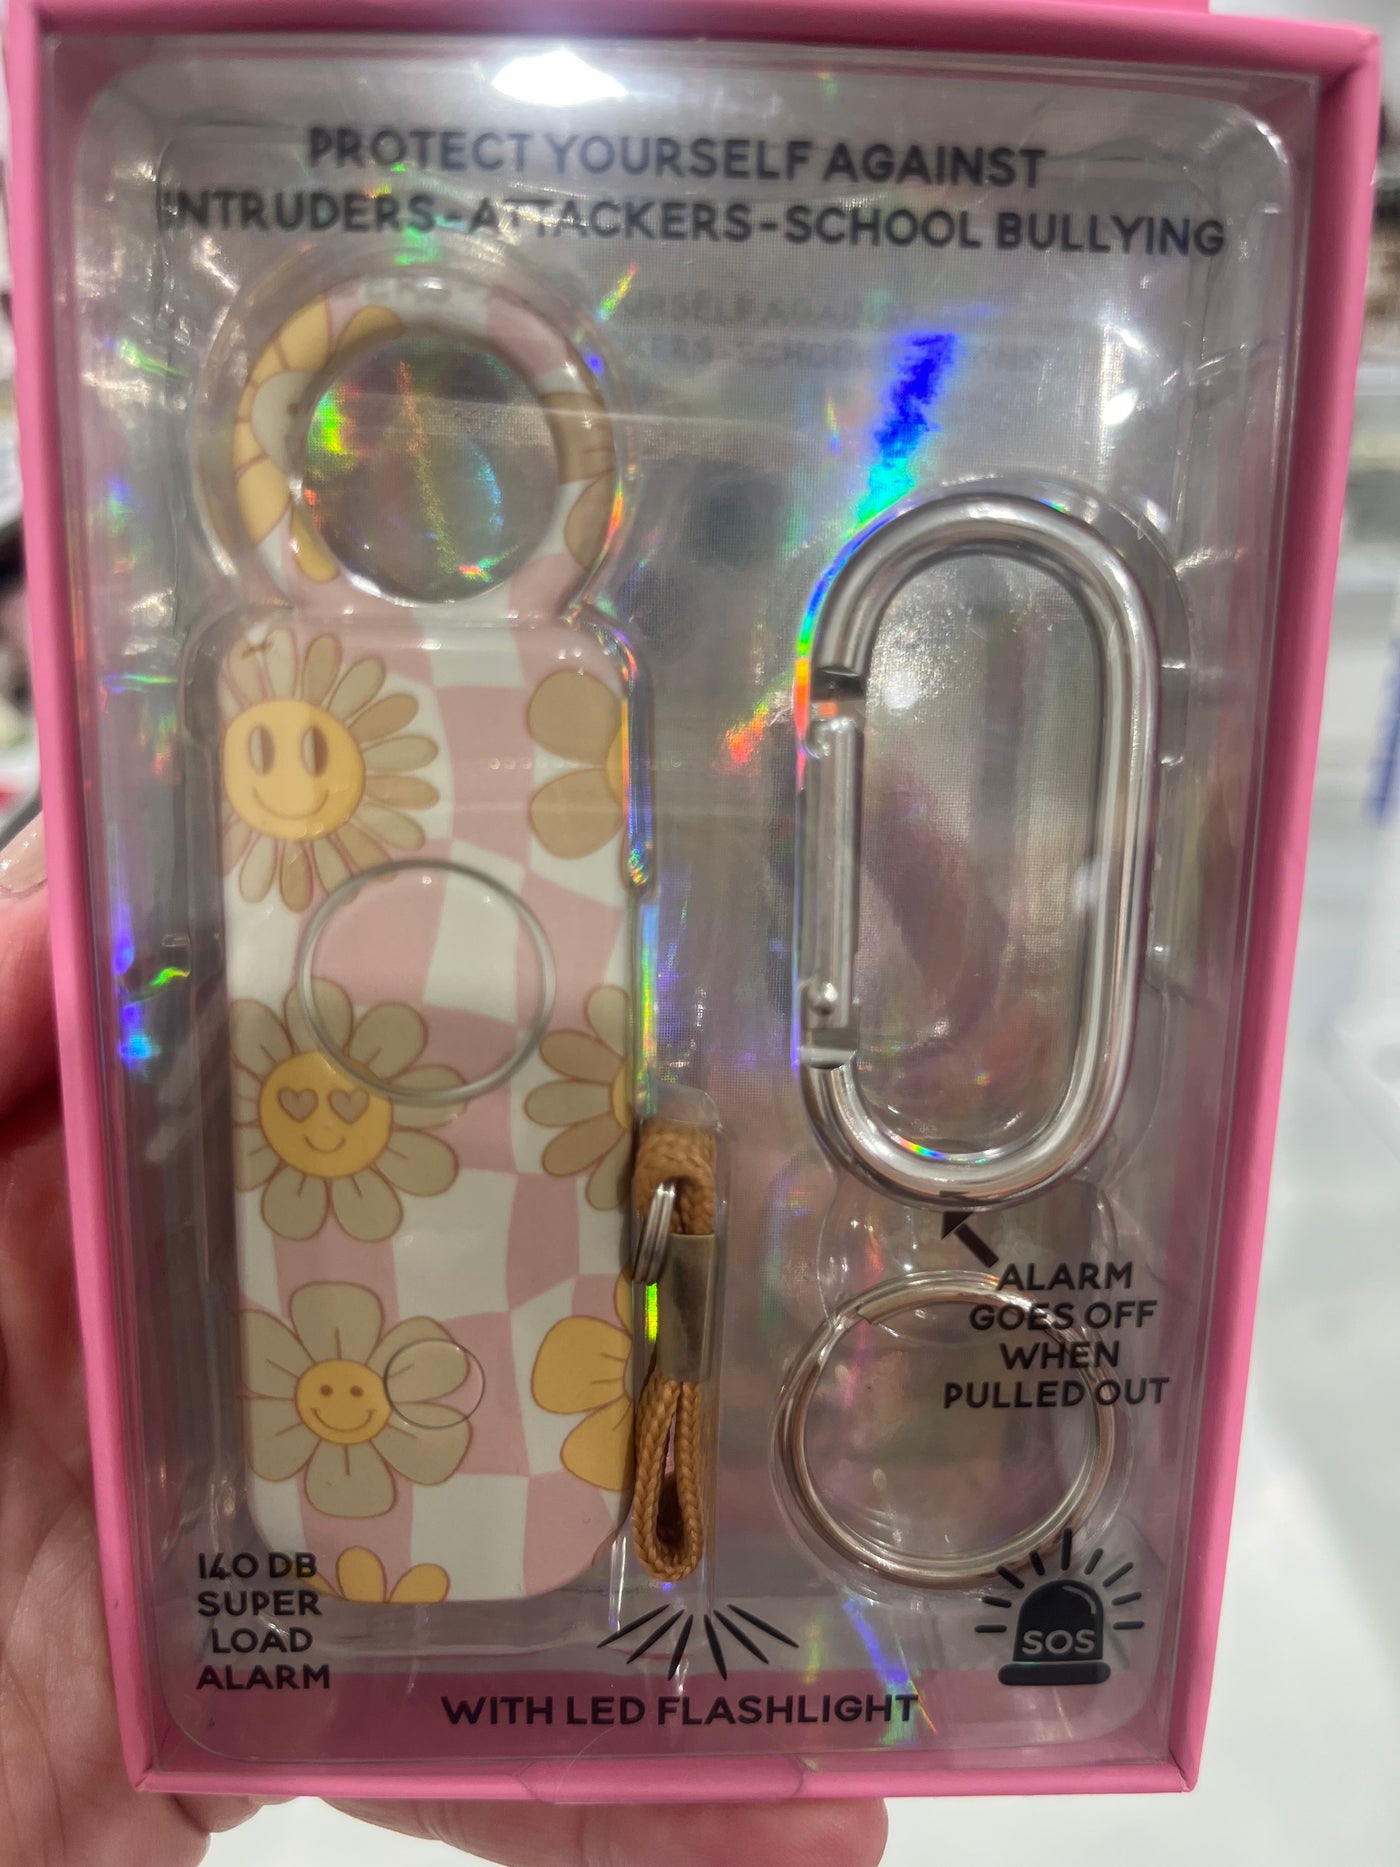 PROTECT YOURSELF AGAINST
INTRUDERS-ATTACKERS-SCHOOL BULLYING
ALARM
GOES OFF
WHEN
PULLED OUT
140 DB
SUPER
LOAD
ALARM
SOS
WITH LED FLASHLIGHT